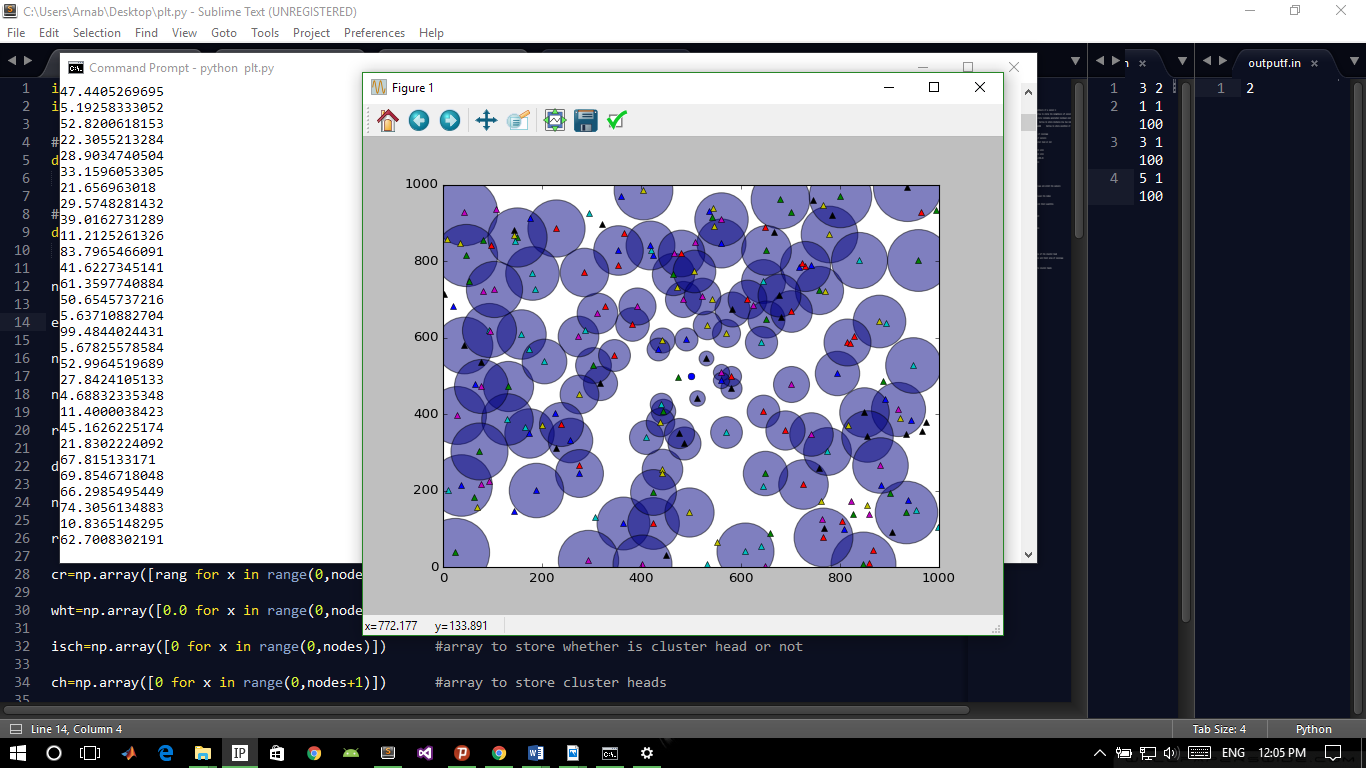 C:\Users\Arnab\Desktop\plt.py - Sublime Text (UNREGISTERED)
File Edit Selection Find View Goto Tools Project Preferences Help
Command Prompt - python plt.py
47.4405269695
5.19258333052
52.8200618153
22.3055213284
28.9034740504
33.1596053305
21.656963018
29.5748281432
39.0162731289
11.2125261326
83.7965466091
41.6227345141
61.3597740884
50.6545737216
5.63710882704
99.4844024431
5.67825578584
52.9964519689
27.8424105133
4.68832335346
11.4000038423
45.1626225174
21.8302224092
67.815133171
69.8546718048
66.2985495449
74.3056134883
10.8365148295
62.7008302191
Figure 1
1000
800
600
400
200
0
0 200 400 600 800 1000
x=772.177 y=133.891
1 i
2 i
3
4 #
5 d
6
7
8 #
9 d
10
11
12 n
13
14 e
15
16 n
17
18 n
19
20 r
21
22 d
23
24 n
25
26 r
27
28 cr=np.array([rang for x in range(0,node
29
30 wht=np.array([0.0 for x in range(0,node
31
32 isch=np.array([0 for x in range(0,nodes)]) #array to store whether is cluster head or not
33
34 ch=np.array([0 for x in range(0,nodes+1)]) #array to store cluster heads
35
n
1 3 2
2 1 1
100
3 3 1
100
4 5 1
100
outputf.in
1 2
Line 14, Column 4
Tab Size: 4 Python
IP
ENG 12:05 PM